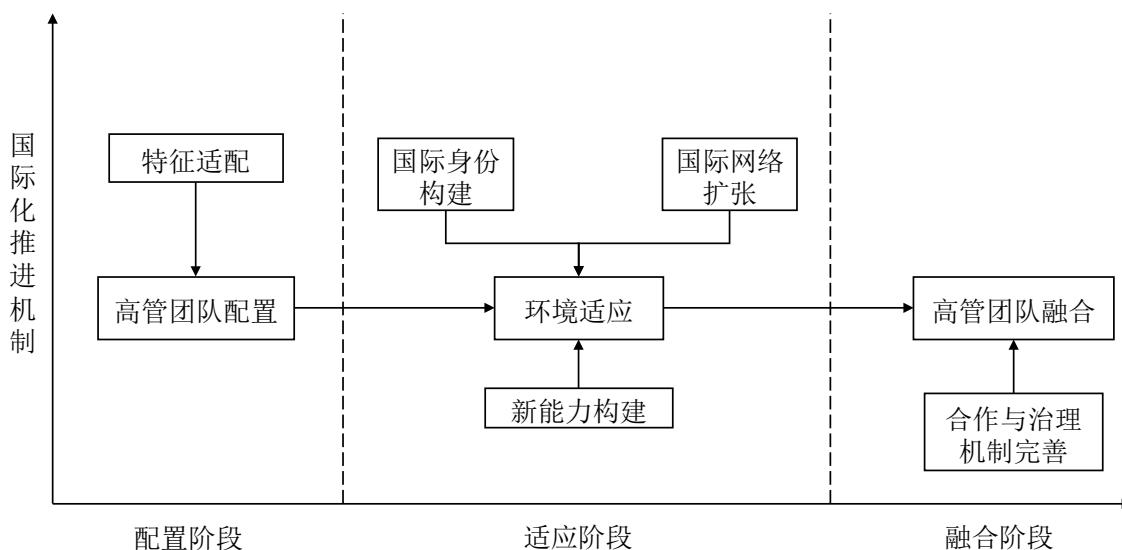 国际化推进机制
特征适配
国际身份
构建
国际网络
扩张
高管团队配置
环境适应
高管团队融合
新能力构建
合作与治理
机制完善
配置阶段
适应阶段
融合阶段